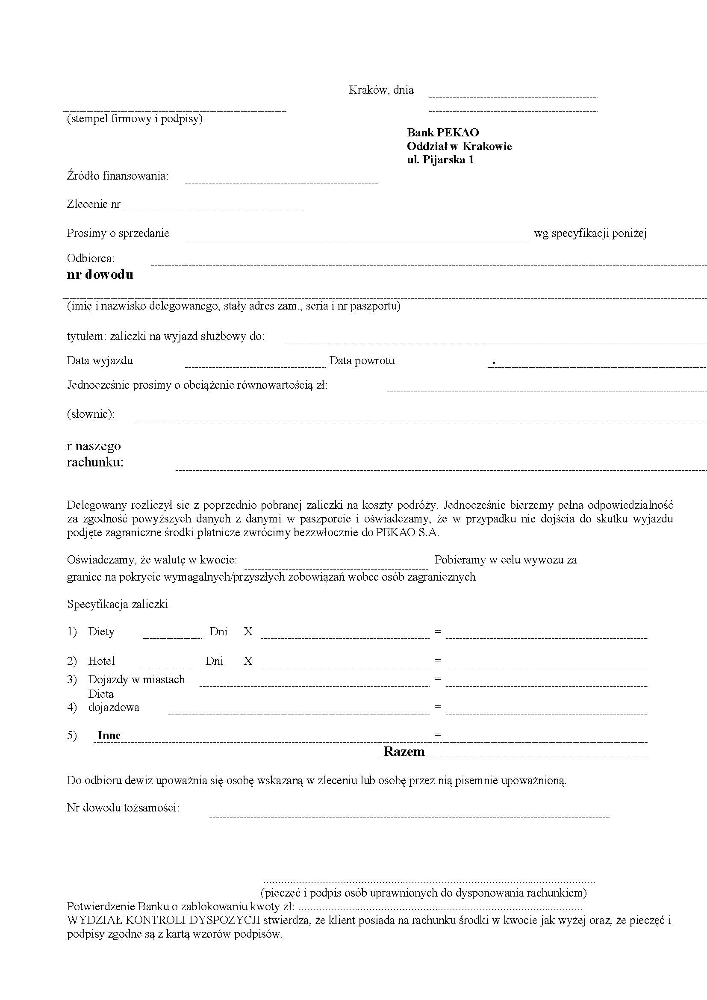 Kraków, dnia
(stempel firmowy i podpisy)
Bank PEKAO
Oddział w Krakowie
ul. Pijarska 1
Źródło finansowania:
Zlecenie nr
Prosimy o sprzedanie wg specyfikacji poniżej
Odbiorca:
nr dowodu
(imię i nazwisko delegowanego, stały adres zam., seria i nr paszportu)
tytułem: zaliczki na wyjazd służbowy do:
Data wyjazdu Data powrotu .
Jednocześnie prosimy o obciążenie równowartością zł:
(słownie):
r naszego
rachunku:
Delegowany rozliczył się z poprzednio pobranej zaliczki na koszty podróży. Jednocześnie bierzemy pełną odpowiedzialność
za zgodność powyższych danych z danymi w paszporcie i oświadczamy, że w przypadku nie dojścia do skutku wyjazdu
podjęte zagraniczne środki płatnicze zwrócimy bezzwłocznie do PEKAO S.A.
Oświadczamy, że walutę w kwocie: Pobieramy w celu wywozu za
granicę na pokrycie wymagalnych/przyszłych zobowiązań wobec osób zagranicznych
Specyfikacja zaliczki
1) Diety Dni X =
2) Hotel Dni X =
3) Dojazdy w miastach =
Dieta
4) dojazdowa =
5) Inne =
Razem
Do odbioru dewiz upoważnia się osobę wskazaną w zleceniu lub osobę przez nią pisemnie upoważnioną.
Nr dowodu tożsamości:
(pieczęć i podpis osób uprawnionych do dysponowania rachunkiem)
Potwierdzenie Banku o zablokowaniu kwoty zł: ...............................................................................................
WYDZIAŁ KONTROLI DYSPOZYCJI stwierdza, że klient posiada na rachunku środki w kwocie jak wyżej oraz, że pieczęć i
podpisy zgodne są z kartą wzorów podpisów.